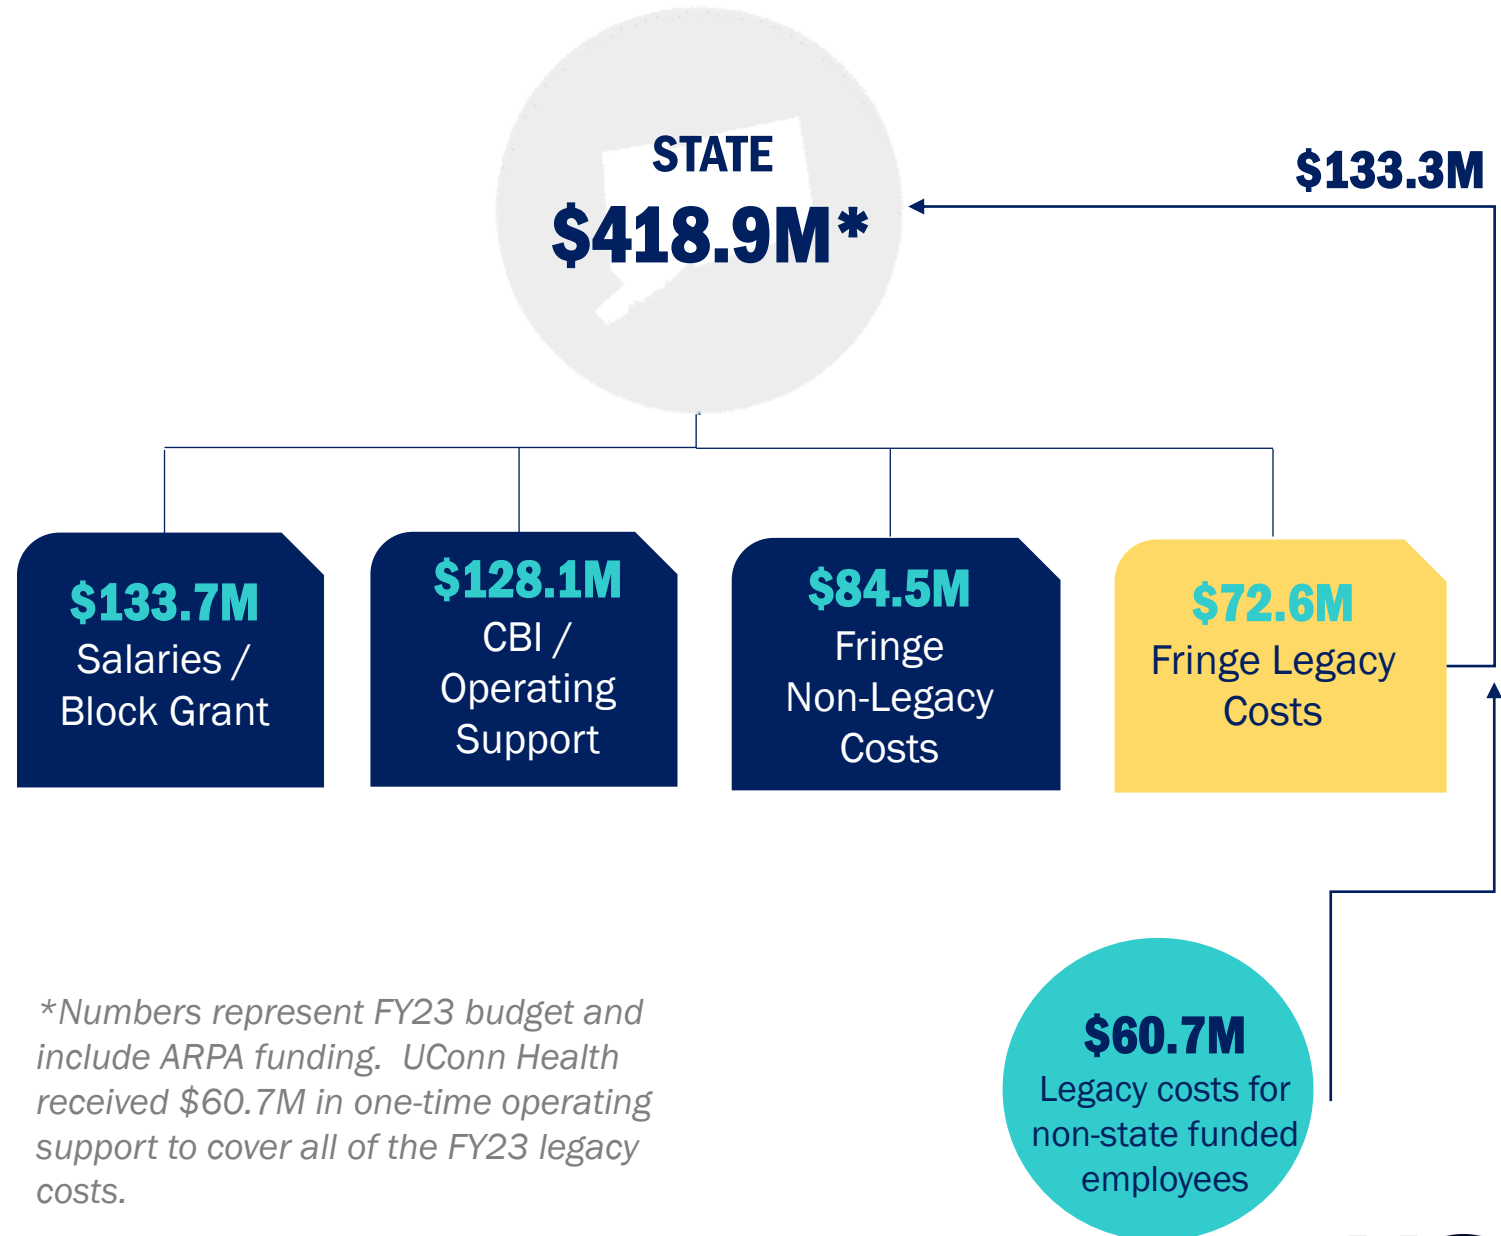 STATE
$418.9M*
$133.3M
$133.7M
Salaries /
Block Grant
$128.1M
CBI /
Operating
Support
$84.5M
Fringe
Non-Legacy
Costs
$72.6M
Fringe Legacy
Costs
*Numbers represent FY23 budget and
include ARPA funding.  UConn Health
received $60.7M in one-time operating
support to cover all of the FY23 legacy
costs.
$60.7M
Legacy costs for
non-state funded
employees